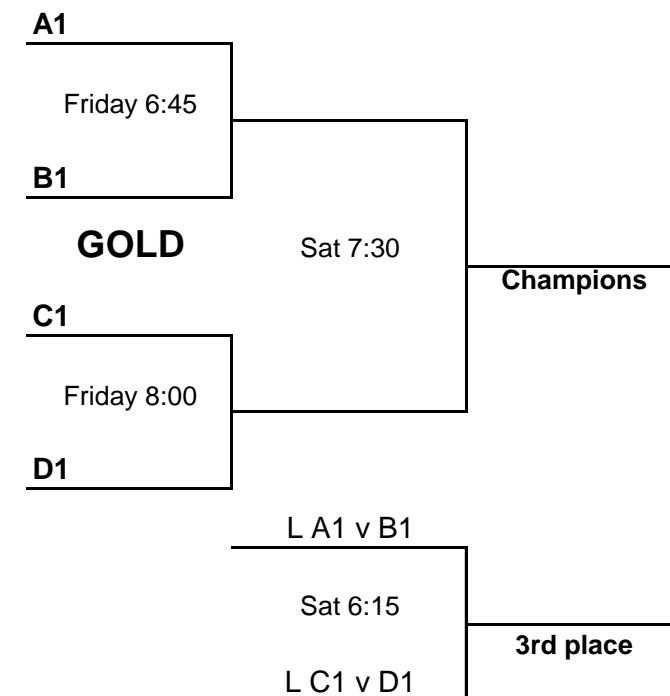 A1
Friday 6:45
B1
GOLD
Sat 7:30
Champions
C1
Friday 8:00
D1
L A1 v B1
Sat 6:15
3rd place
L C1 v D1